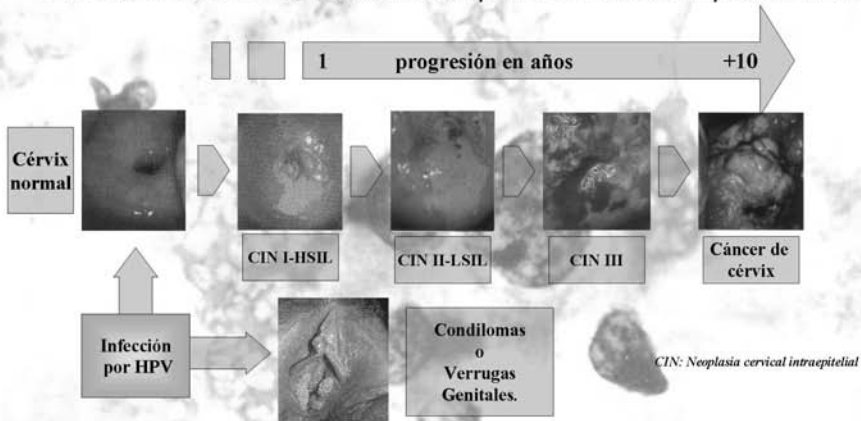 1 progresión en años +10
Cérvix
normal
CIN I-HSIL
CIN II-LSIL
CIN III
Cáncer de
cérvix
Infección
por HPV
Condilomas
o
Verrugas
Genitales.
CIN: Neoplasia cervical intraepitelial